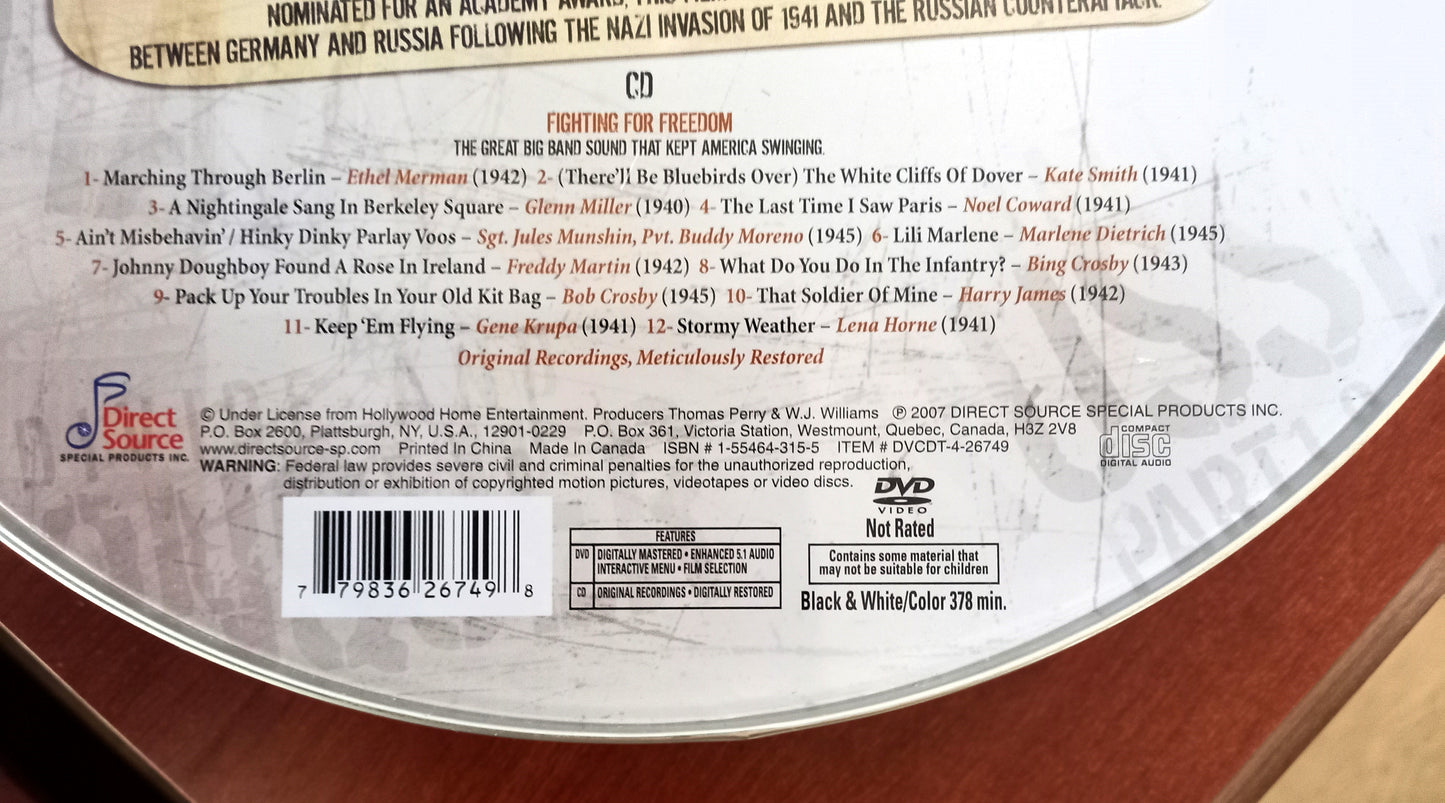 NOMINATED FOR AN ACADEMY AWARD, THIS
BETWEEN GERMANY AND RUSSIA FOLLOWING THE NAZI INVASION OF 1941 AND THE RUSSIAN COUNTERATTACK.
CD
FIGHTING FOR FREEDOM
THE GREAT BIG BAND SOUND THAT KEPT AMERICA SWINGING.
1- Marching Through Berlin – Ethel Merman (1942) 2- (There'll Be Bluebirds Over) The White Cliffs Of Dover – Kate Smith (1941)
3- A Nightingale Sang In Berkeley Square – Glenn Miller (1940) 4- The Last Time I Saw Paris – Noel Coward (1941)
5- Ain't Misbehavin' / Hinky Dinky Parlay Voos – Sgt. Jules Munshin, Pvt. Buddy Moreno (1945) 6- Lili Marlene – Marlene Dietrich (1945)
7- Johnny Doughboy Found A Rose In Ireland – Freddy Martin (1942) 8- What Do You Do In The Infantry? – Bing Crosby (1943)
9- Pack Up Your Troubles In Your Old Kit Bag – Bob Crosby (1945) 10- That Soldier Of Mine – Harry James (1942)
11- Keep 'Em Flying – Gene Krupa (1941) 12- Stormy Weather – Lena Horne (1941)
Original Recordings, Meticulously Restored
Direct
Source
SPECIAL PRODUCTS INC.
© Under License from Hollywood Home Entertainment. Producers Thomas Perry & W.J. Williams ℗ 2007 DIRECT SOURCE SPECIAL PRODUCTS INC.
P.O. Box 2600, Plattsburgh, NY, U.S.A., 12901-0229 P.O. Box 361, Victoria Station, Westmount, Quebec, Canada, H3Z 2V8
www.directsource-sp.com Printed In China Made In Canada ISBN # 1-55464-315-5 ITEM # DVCDT-4-26749
WARNING: Federal law provides severe civil and criminal penalties for the unauthorized reproduction,
distribution or exhibition of copyrighted motion pictures, videotapes or video discs.
COMPACT
disc
DIGITAL AUDIO
DVD
VIDEO
Not Rated
Contains some material that
may not be suitable for children
Black & White/Color 378 min.
FEATURES
DVD DIGITALLY MASTERED • ENHANCED 5.1 AUDIO
INTERACTIVE MENU • FILM SELECTION
CD ORIGINAL RECORDINGS • DIGITALLY RESTORED
7 79836 26749 8
PART 1